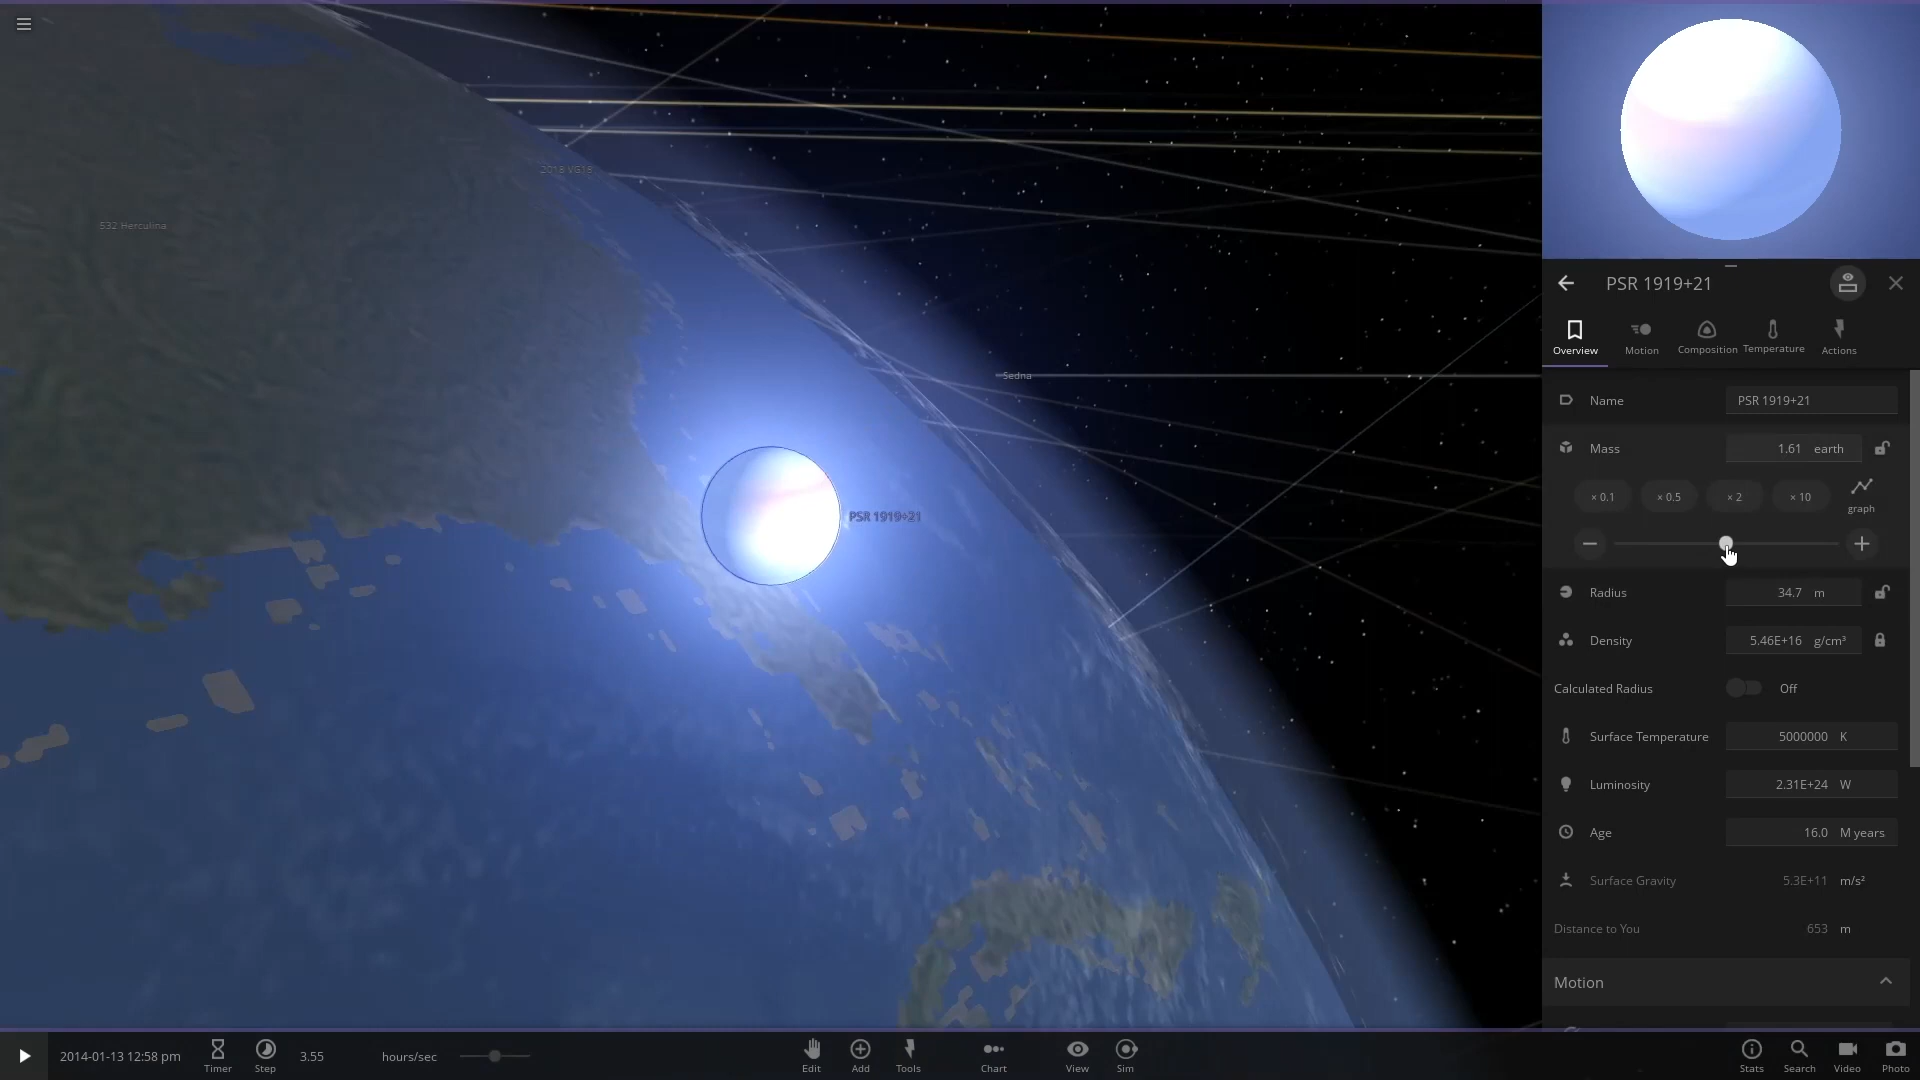 2018 VG18
532 Herculina
Sedna
PSR 1919+21
PSR 1919+21
Overview
Motion
Composition
Temperature
Actions
Name PSR 1919+21
Mass 1.61 earth
× 0.1 × 0.5 × 2 × 10 graph
Radius 34.7 m
Density 5.46E+16 g/cm³
Calculated Radius Off
Surface Temperature 5000000 K
Luminosity 2.31E+24 W
Age 16.0 M years
Surface Gravity 5.3E+11 m/s²
Distance to You 653 m
Motion
2014-01-13 12:58 pm Timer Step 3.55 hours/sec Edit Add Tools Chart View Sim Stats Search Video Photo